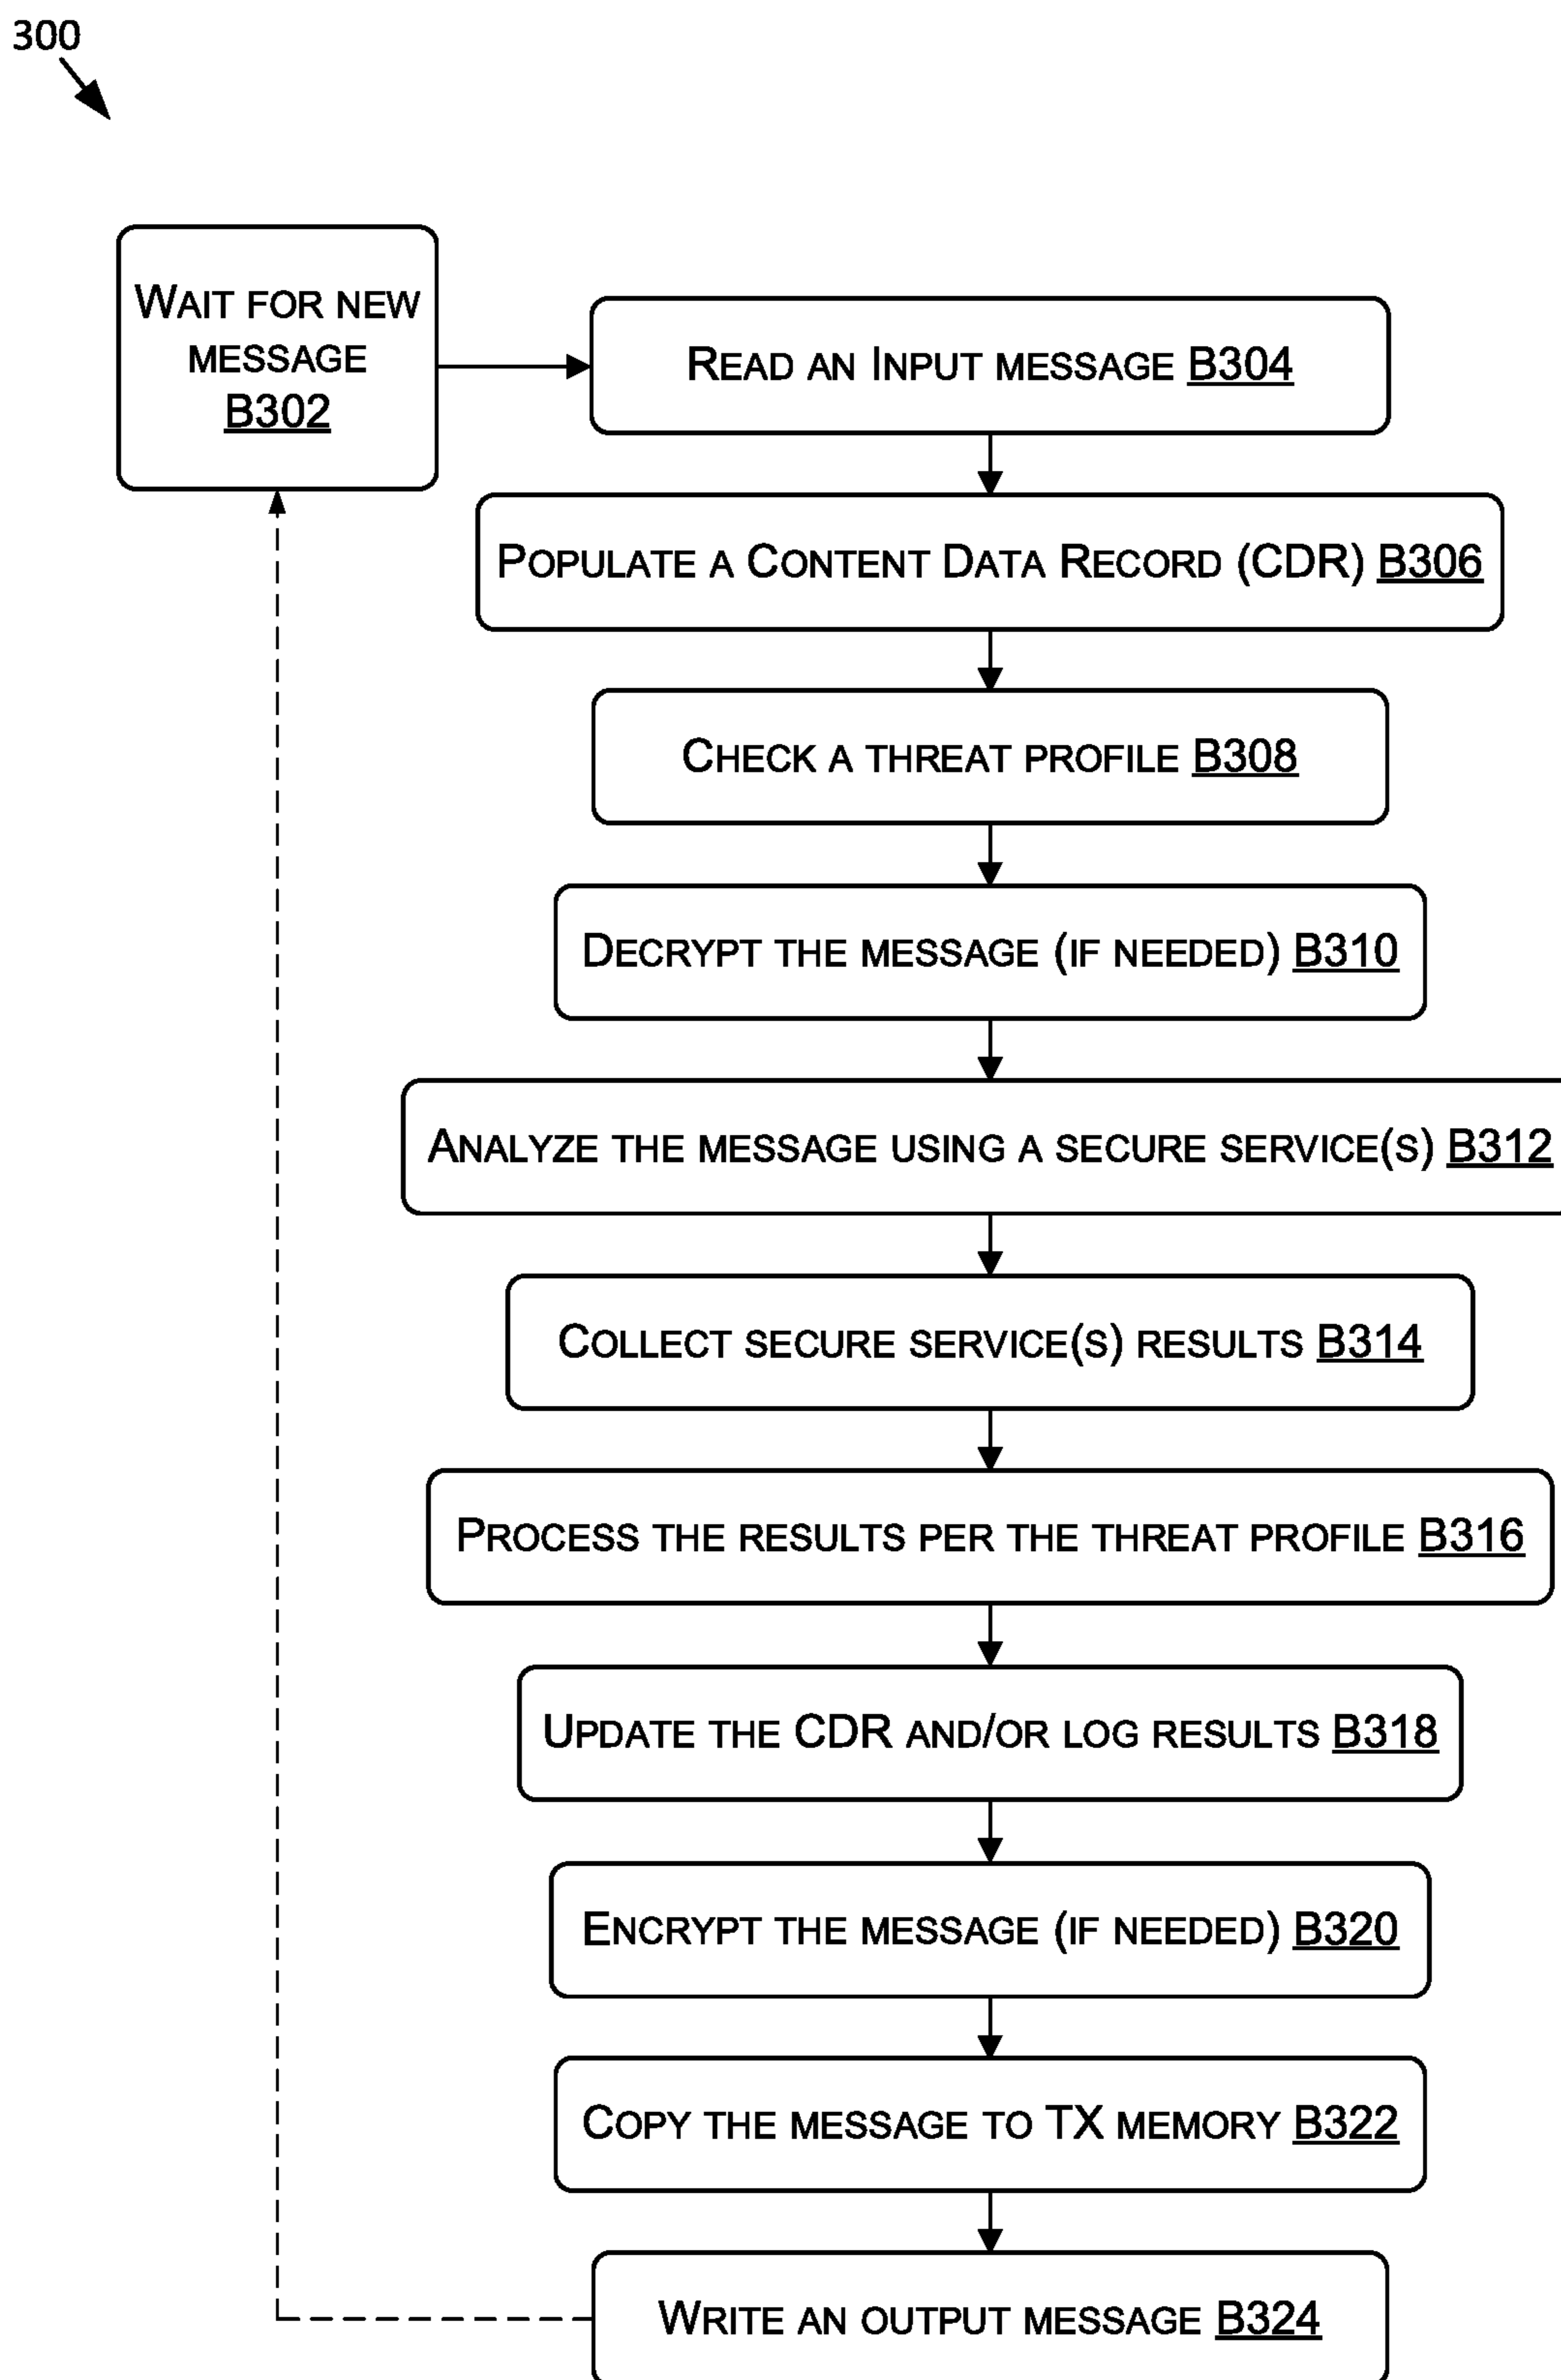 300
WAIT FOR NEW
MESSAGE
B302
READ AN INPUT MESSAGE B304
POPULATE A CONTENT DATA RECORD (CDR) B306
CHECK A THREAT PROFILE B308
DECRYPT THE MESSAGE (IF NEEDED) B310
ANALYZE THE MESSAGE USING A SECURE SERVICE(S) B312
COLLECT SECURE SERVICE(S) RESULTS B314
PROCESS THE RESULTS PER THE THREAT PROFILE B316
UPDATE THE CDR AND/OR LOG RESULTS B318
ENCRYPT THE MESSAGE (IF NEEDED) B320
COPY THE MESSAGE TO TX MEMORY B322
WRITE AN OUTPUT MESSAGE B324